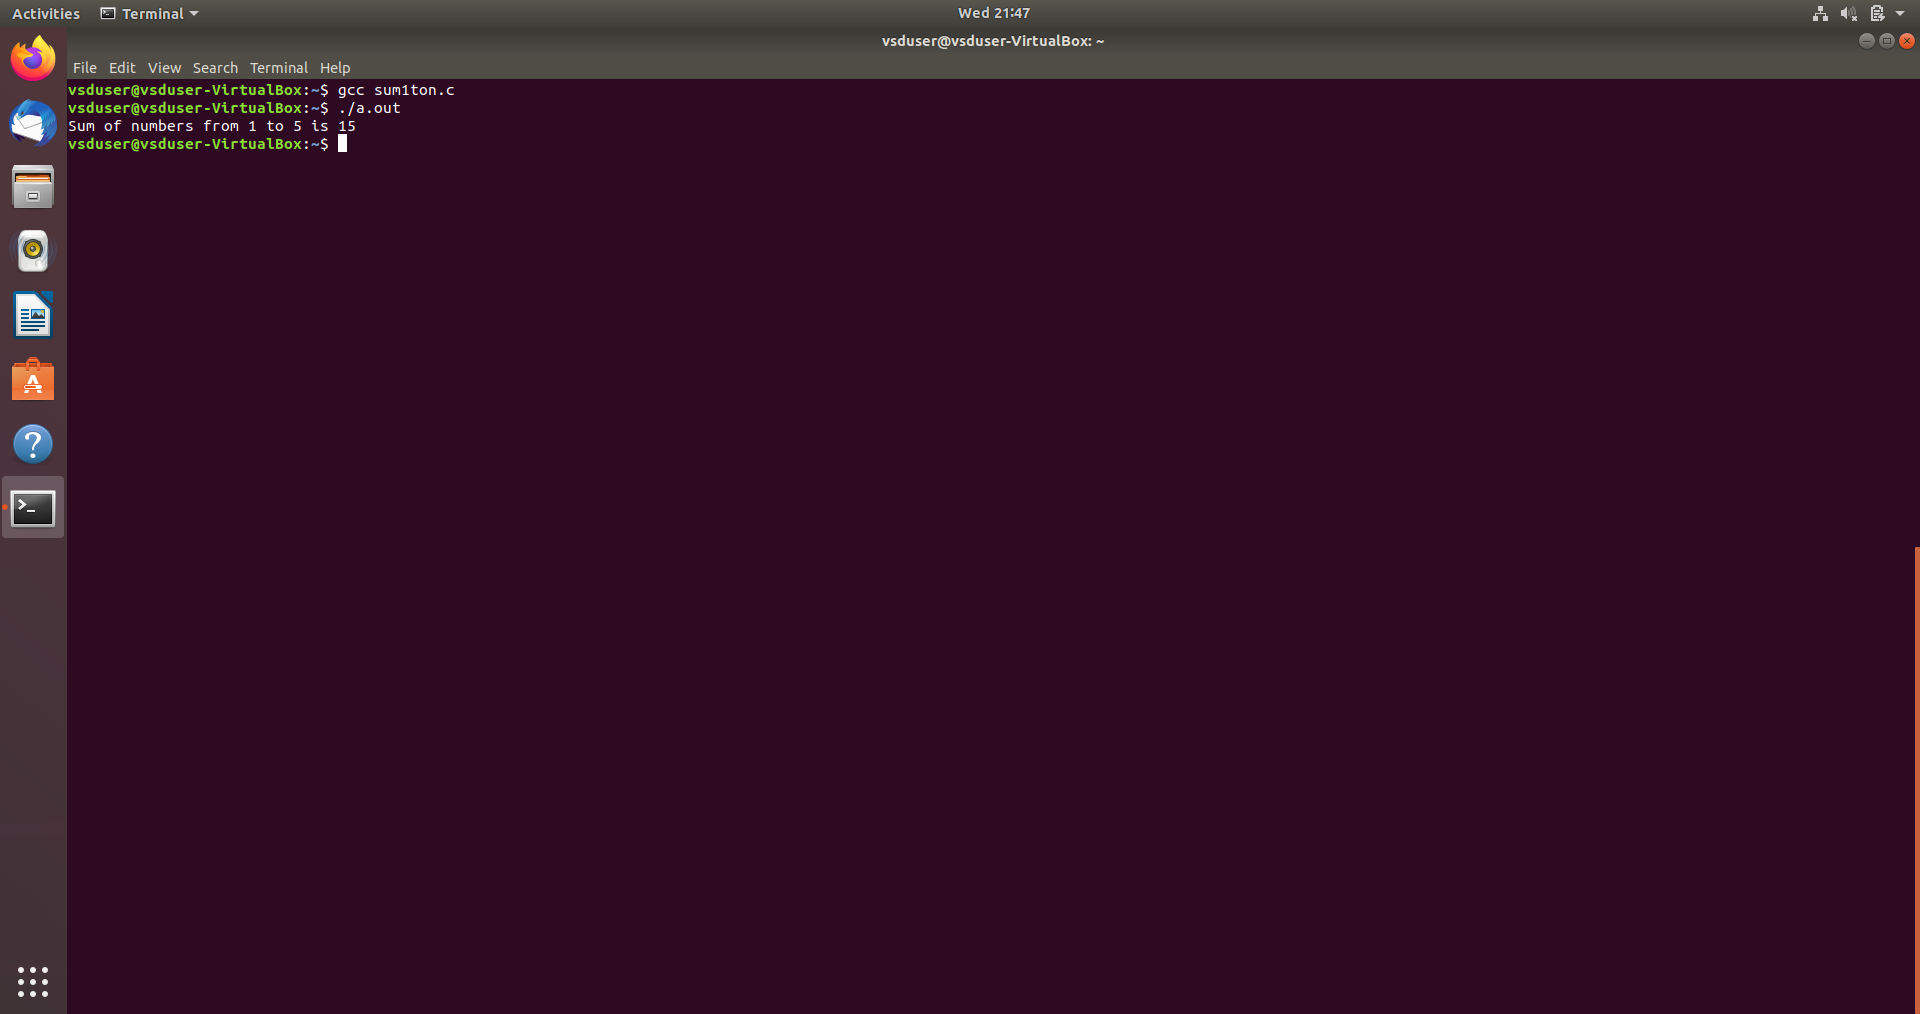 Activities Terminal Wed 21:47
vsduser@vsduser-VirtualBox: ~
File Edit View Search Terminal Help
vsduser@vsduser-VirtualBox:~$ gcc sum1ton.c
vsduser@vsduser-VirtualBox:~$ ./a.out
Sum of numbers from 1 to 5 is 15
vsduser@vsduser-VirtualBox:~$